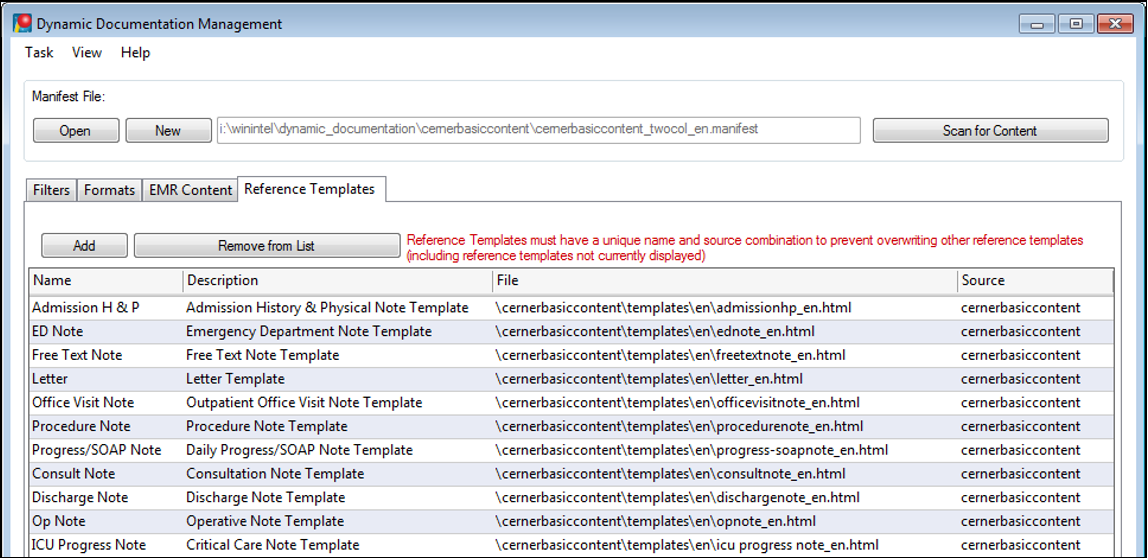 Dynamic Documentation Management
Task View Help
Manifest File:
Open New i:\winintel\dynamic_documentation\cernerbasiccontent\cernerbasiccontent_twocol_en.manifest Scan for Content
Filters Formats EMR Content Reference Templates
Add Remove from List Reference Templates must have a unique name and source combination to prevent overwriting other reference templates
(including reference templates not currently displayed)
Name Description File Source
Admission H & P Admission History & Physical Note Template \cernerbasiccontent\templates\en\admissionhp_en.html cernerbasiccontent
ED Note Emergency Department Note Template \cernerbasiccontent\templates\en\ednote_en.html cernerbasiccontent
Free Text Note Free Text Note Template \cernerbasiccontent\templates\en\freetextnote_en.html cernerbasiccontent
Letter Letter Template \cernerbasiccontent\templates\en\letter_en.html cernerbasiccontent
Office Visit Note Outpatient Office Visit Note Template \cernerbasiccontent\templates\en\officevisitnote_en.html cernerbasiccontent
Procedure Note Procedure Note Template \cernerbasiccontent\templates\en\procedurenote_en.html cernerbasiccontent
Progress/SOAP Note Daily Progress/SOAP Note Template \cernerbasiccontent\templates\en\progress-soapnote_en.html cernerbasiccontent
Consult Note Consultation Note Template \cernerbasiccontent\templates\en\consultnote_en.html cernerbasiccontent
Discharge Note Discharge Note Template \cernerbasiccontent\templates\en\dischargenote_en.html cernerbasiccontent
Op Note Operative Note Template \cernerbasiccontent\templates\en\opnote_en.html cernerbasiccontent
ICU Progress Note Critical Care Note Template \cernerbasiccontent\templates\en\icu progress note_en.html cernerbasiccontent